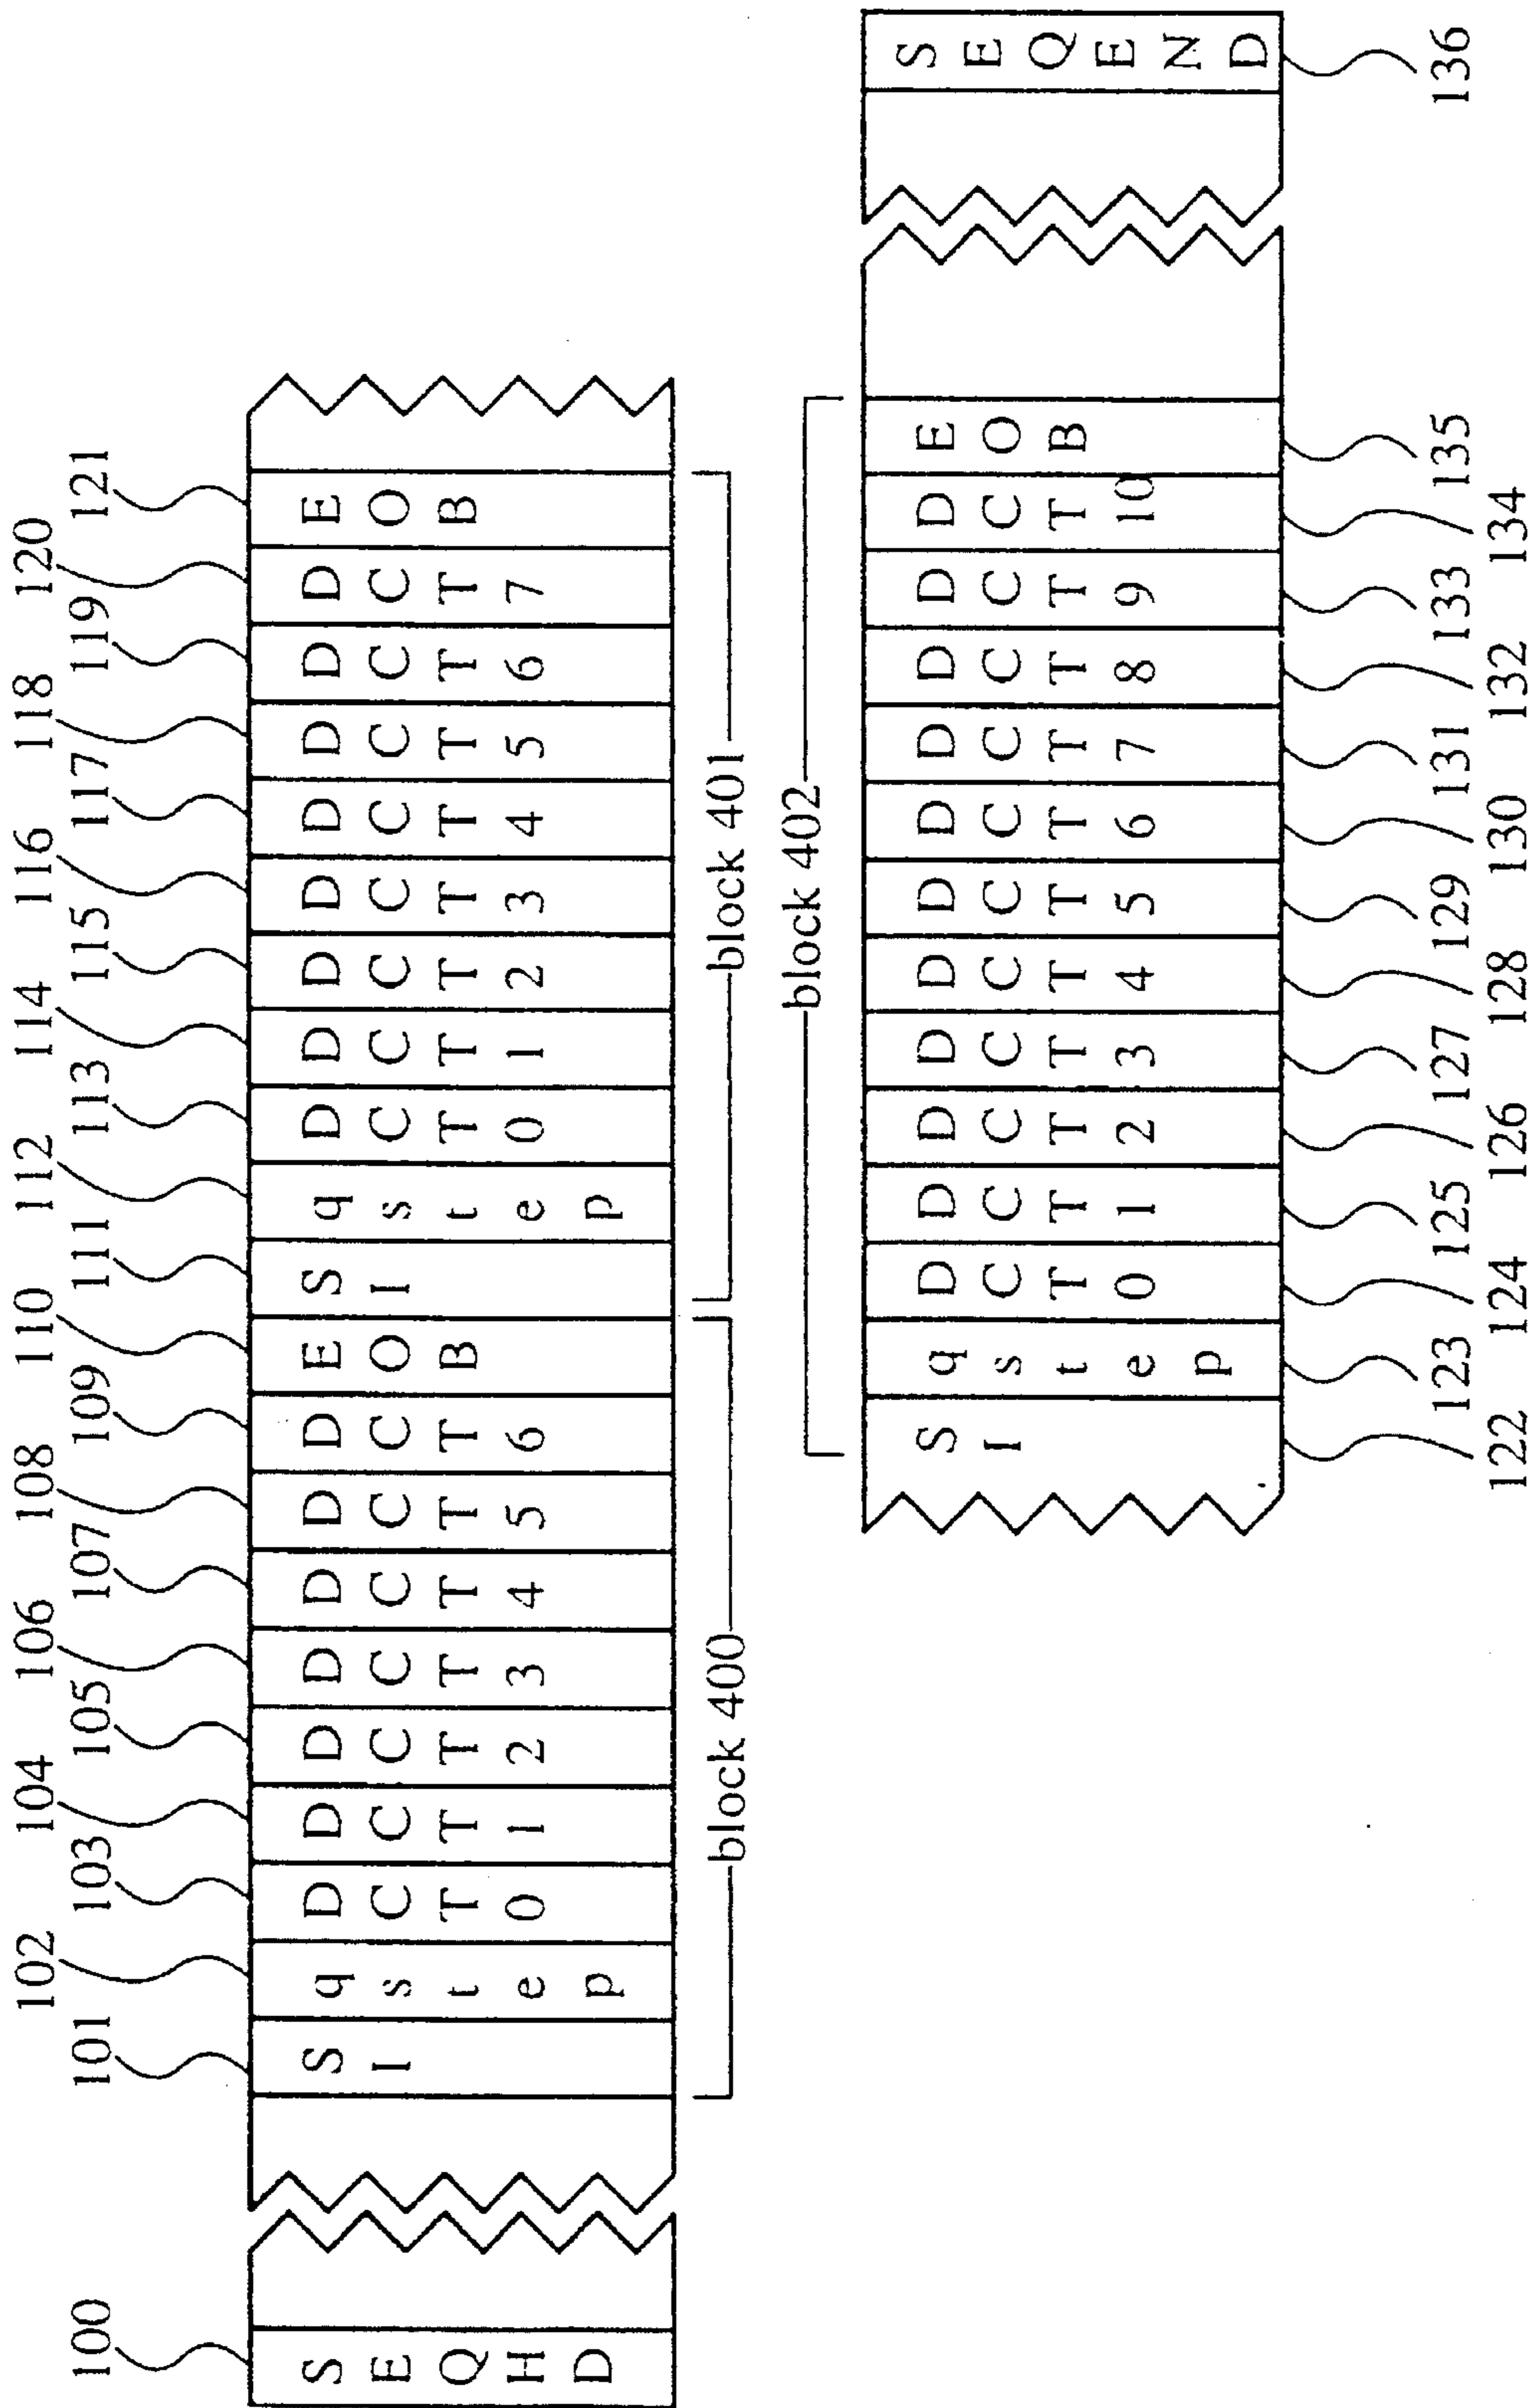 100 101 102 103 104 105 106 107 108 109 110 111 112 113 114 115 116 117 118 119 120 121
SEQHD SI qstep DCT0 DCT1 DCT2 DCT3 DCT4 DCT5 DCT6 EOB SI qstep DCT0 DCT1 DCT2 DCT3 DCT4 DCT5 DCT6 DCT7 EOB
block 400 block 401
block 402
SI qstep DCT0 DCT1 DCT2 DCT3 DCT4 DCT5 DCT6 DCT7 DCT8 DCT9 DCT10 EOB SEQEND
122 123 124 125 126 127 128 129 130 131 132 133 134 135 136